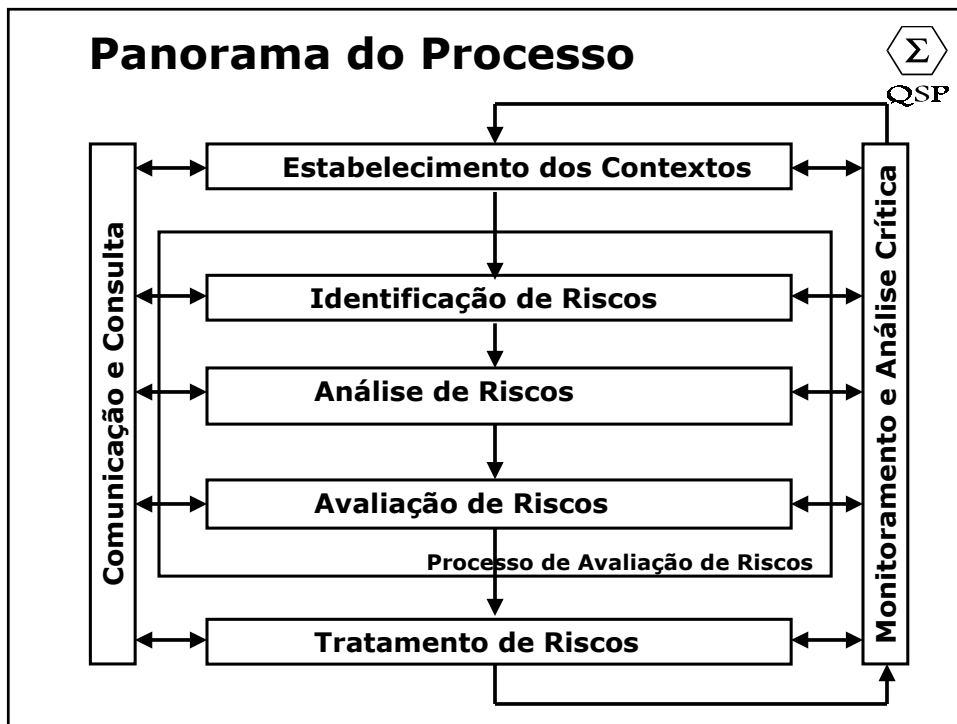 Panorama do Processo
Σ
QSP
Estabelecimento dos Contextos
Identificação de Riscos
Análise de Riscos
Avaliação de Riscos
Processo de Avaliação de Riscos
Tratamento de Riscos
Comunicação e Consulta
Monitoramento e Análise Crítica